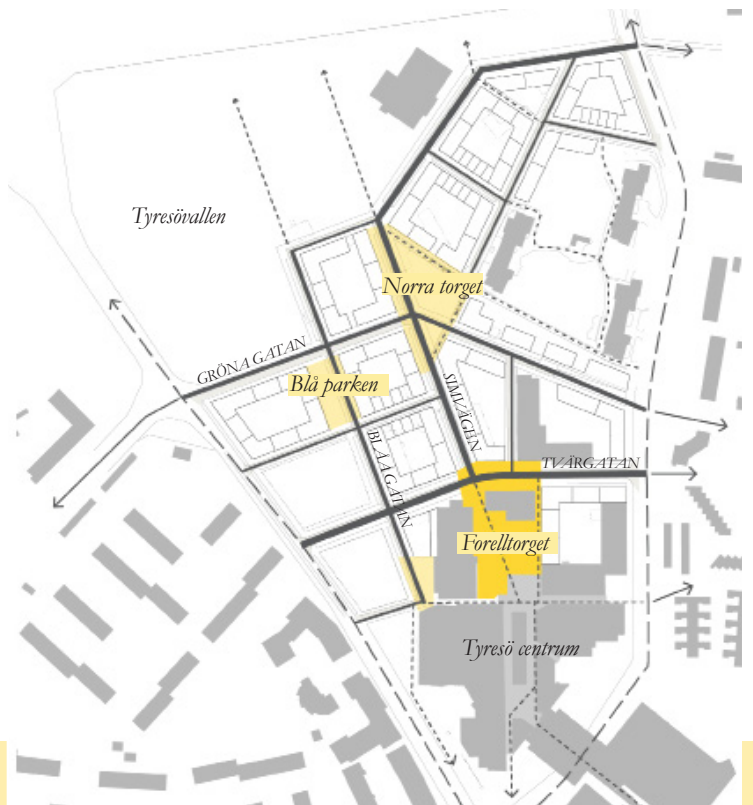 Tyresövallen
Norra torget
GRÖNA GATAN
Blå parken
SIMVÄGEN
BLÅA GATAN
TVÄRGATAN
Forelltorget
Tyresö centrum